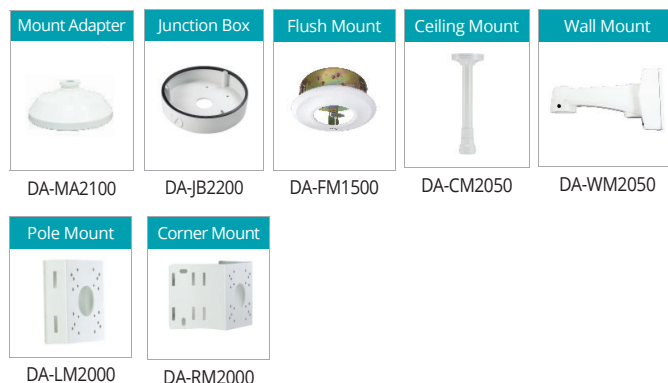 Mount Adapter
Junction Box
Flush Mount
Ceiling Mount
Wall Mount
DA-MA2100
DA-JB2200
DA-FM1500
DA-CM2050
DA-WM2050
Pole Mount
Corner Mount
DA-LM2000
DA-RM2000